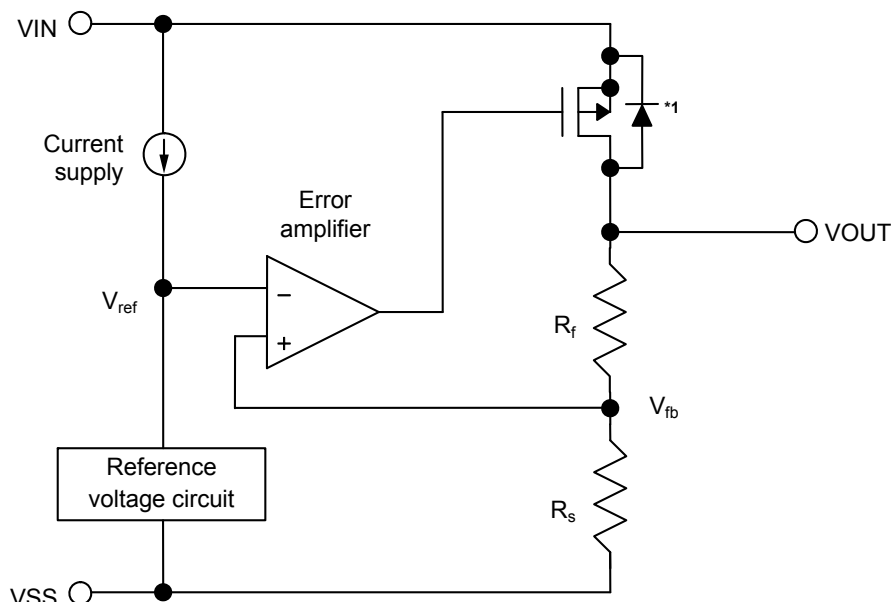 VIN
*1
Current
supply
Error
amplifier
VOUT
Vref
−
+
Rf
Vfb
Reference
voltage circuit
Rs
VSS